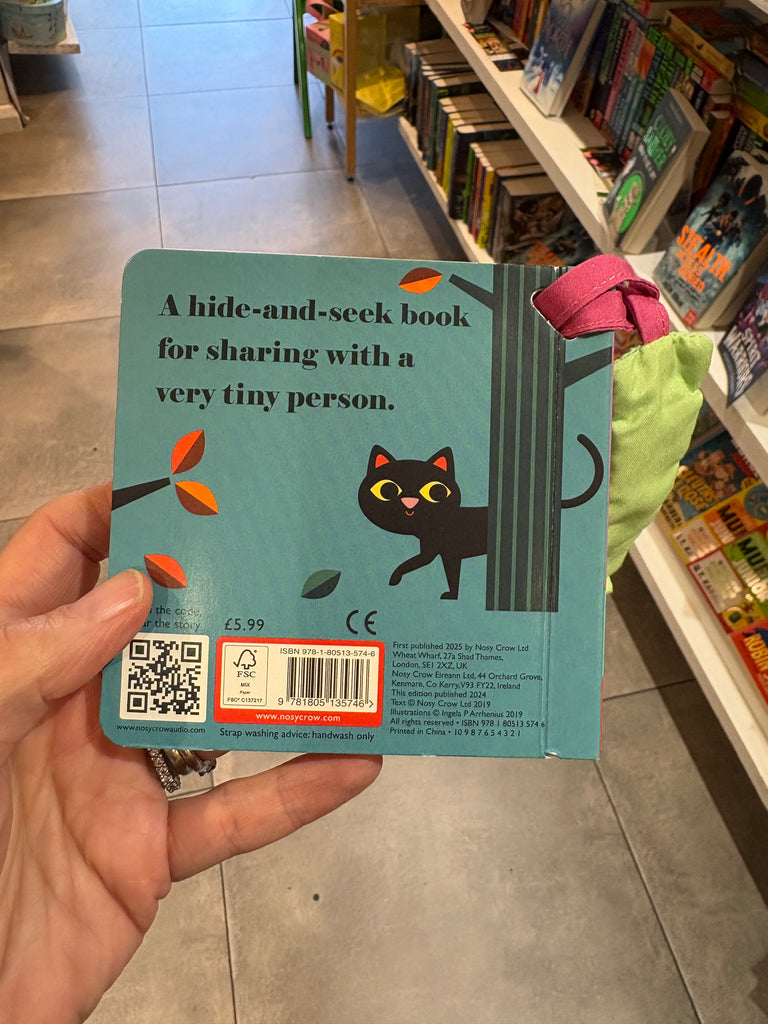 A hide-and-seek book
for sharing with a
very tiny person.
the code,
the story
£5.99
CE
www.nosycrowaudio.com
FSC
MIX
Paper
FSC® C137217
ISBN 978-1-80513-574-6
9 781805 135746 >
www.nosycrow.com
Strap washing advice: handwash only
First published 2025 by Nosy Crow Ltd
Wheat Wharf, 27a Shad Thames,
London, SE1 2XZ, UK
Nosy Crow Eireann Ltd, 44 Orchard Grove,
Kenmare, Co Kerry, V93 FY22, Ireland
This edition published 2024
Text © Nosy Crow Ltd 2019
Illustrations © Ingela P Arrhenius 2019
All rights reserved • ISBN 978 1 80513 574 6
Printed in China • 10 9 8 7 6 5 4 3 2 1
STEALTH